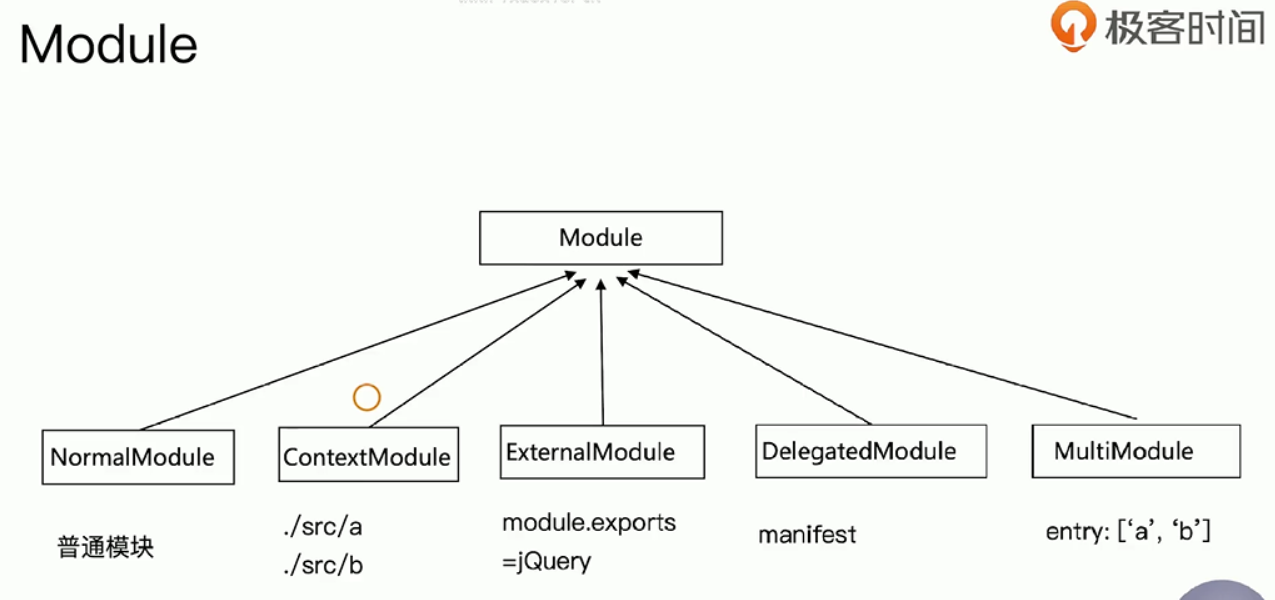 Module
极客时间
Module
NormalModule
ContextModule
ExternalModule
DelegatedModule
MultiModule
普通模块
./src/a
./src/b
module.exports
=jQuery
manifest
entry: [‘a’, ‘b’]